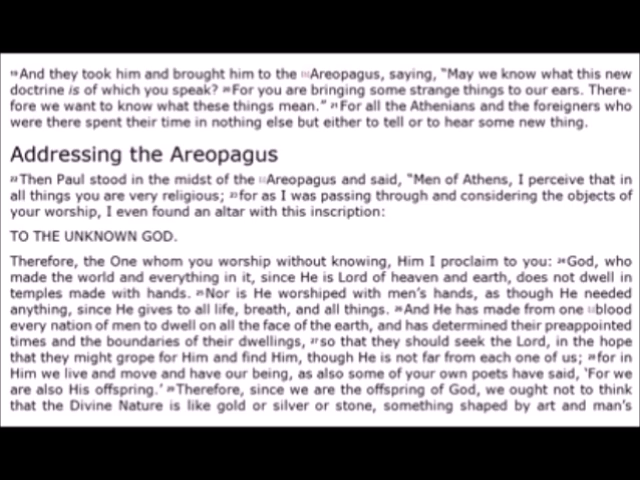 19And they took him and brought him to the Areopagus, saying, "May we know what this new
doctrine is of which you speak? 20For you are bringing some strange things to our ears. There-
fore we want to know what these things mean." 21For all the Athenians and the foreigners who
were there spent their time in nothing else but either to tell or to hear some new thing.
Addressing the Areopagus
22Then Paul stood in the midst of the Areopagus and said, "Men of Athens, I perceive that in
all things you are very religious; 23for as I was passing through and considering the objects of
your worship, I even found an altar with this inscription:
TO THE UNKNOWN GOD.
Therefore, the One whom you worship without knowing, Him I proclaim to you: 24God, who
made the world and everything in it, since He is Lord of heaven and earth, does not dwell in
temples made with hands. 25Nor is He worshiped with men's hands, as though He needed
anything, since He gives to all life, breath, and all things. 26And He has made from one blood
every nation of men to dwell on all the face of the earth, and has determined their preappointed
times and the boundaries of their dwellings, 27so that they should seek the Lord, in the hope
that they might grope for Him and find Him, though He is not far from each one of us; 28for in
Him we live and move and have our being, as also some of your own poets have said, 'For we
are also His offspring.' 29Therefore, since we are the offspring of God, we ought not to think
that the Divine Nature is like gold or silver or stone, something shaped by art and man's